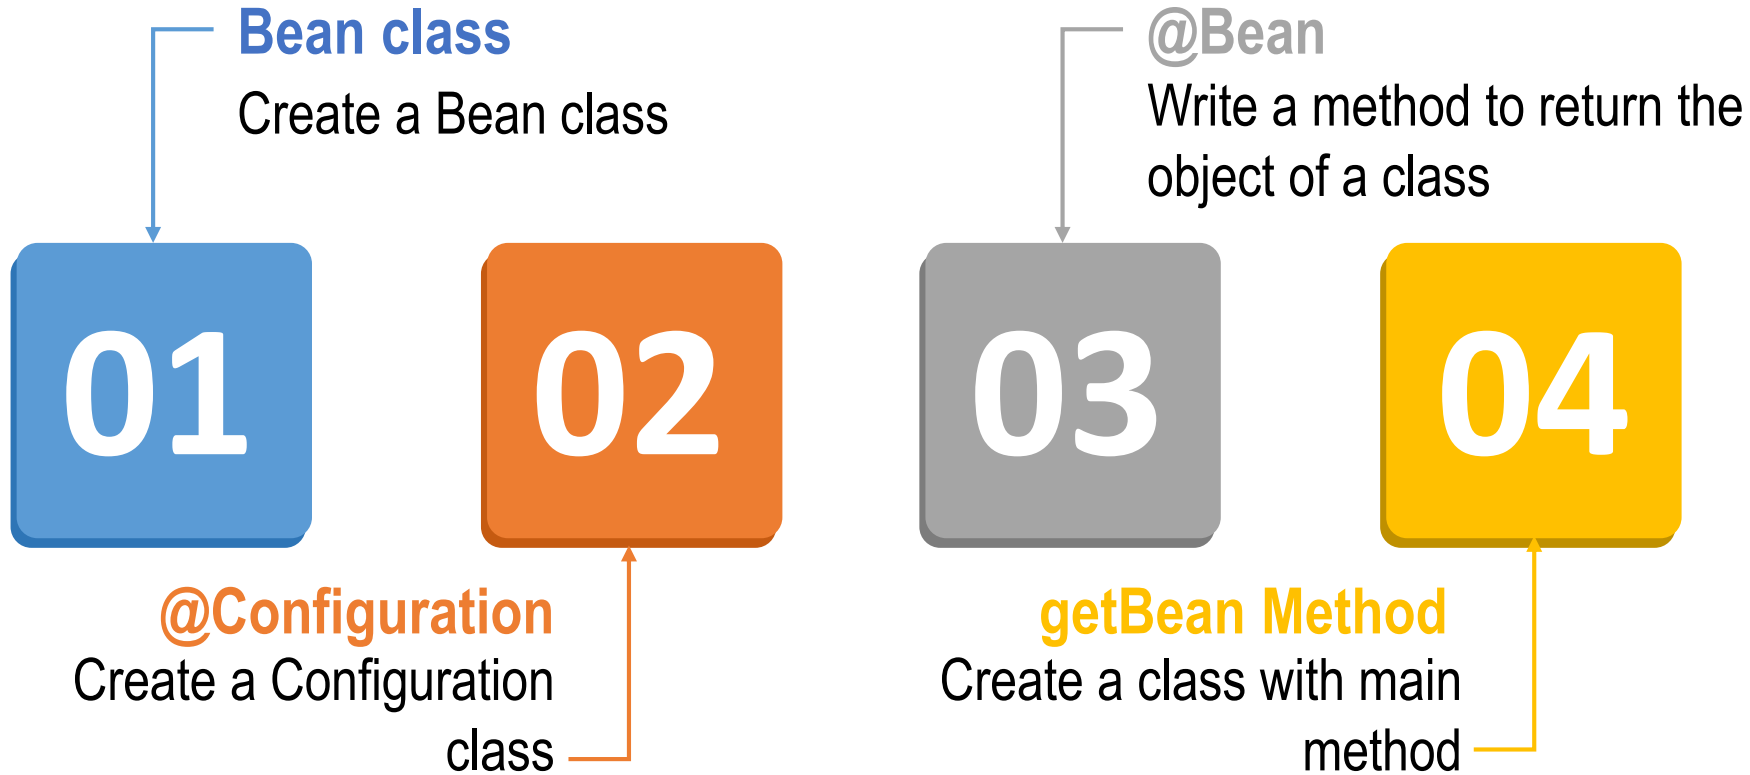 Bean class
Create a Bean class
@Bean
Write a method to return the
object of a class
01
02
03
04
@Configuration
Create a Configuration
class
getBean Method
Create a class with main
method